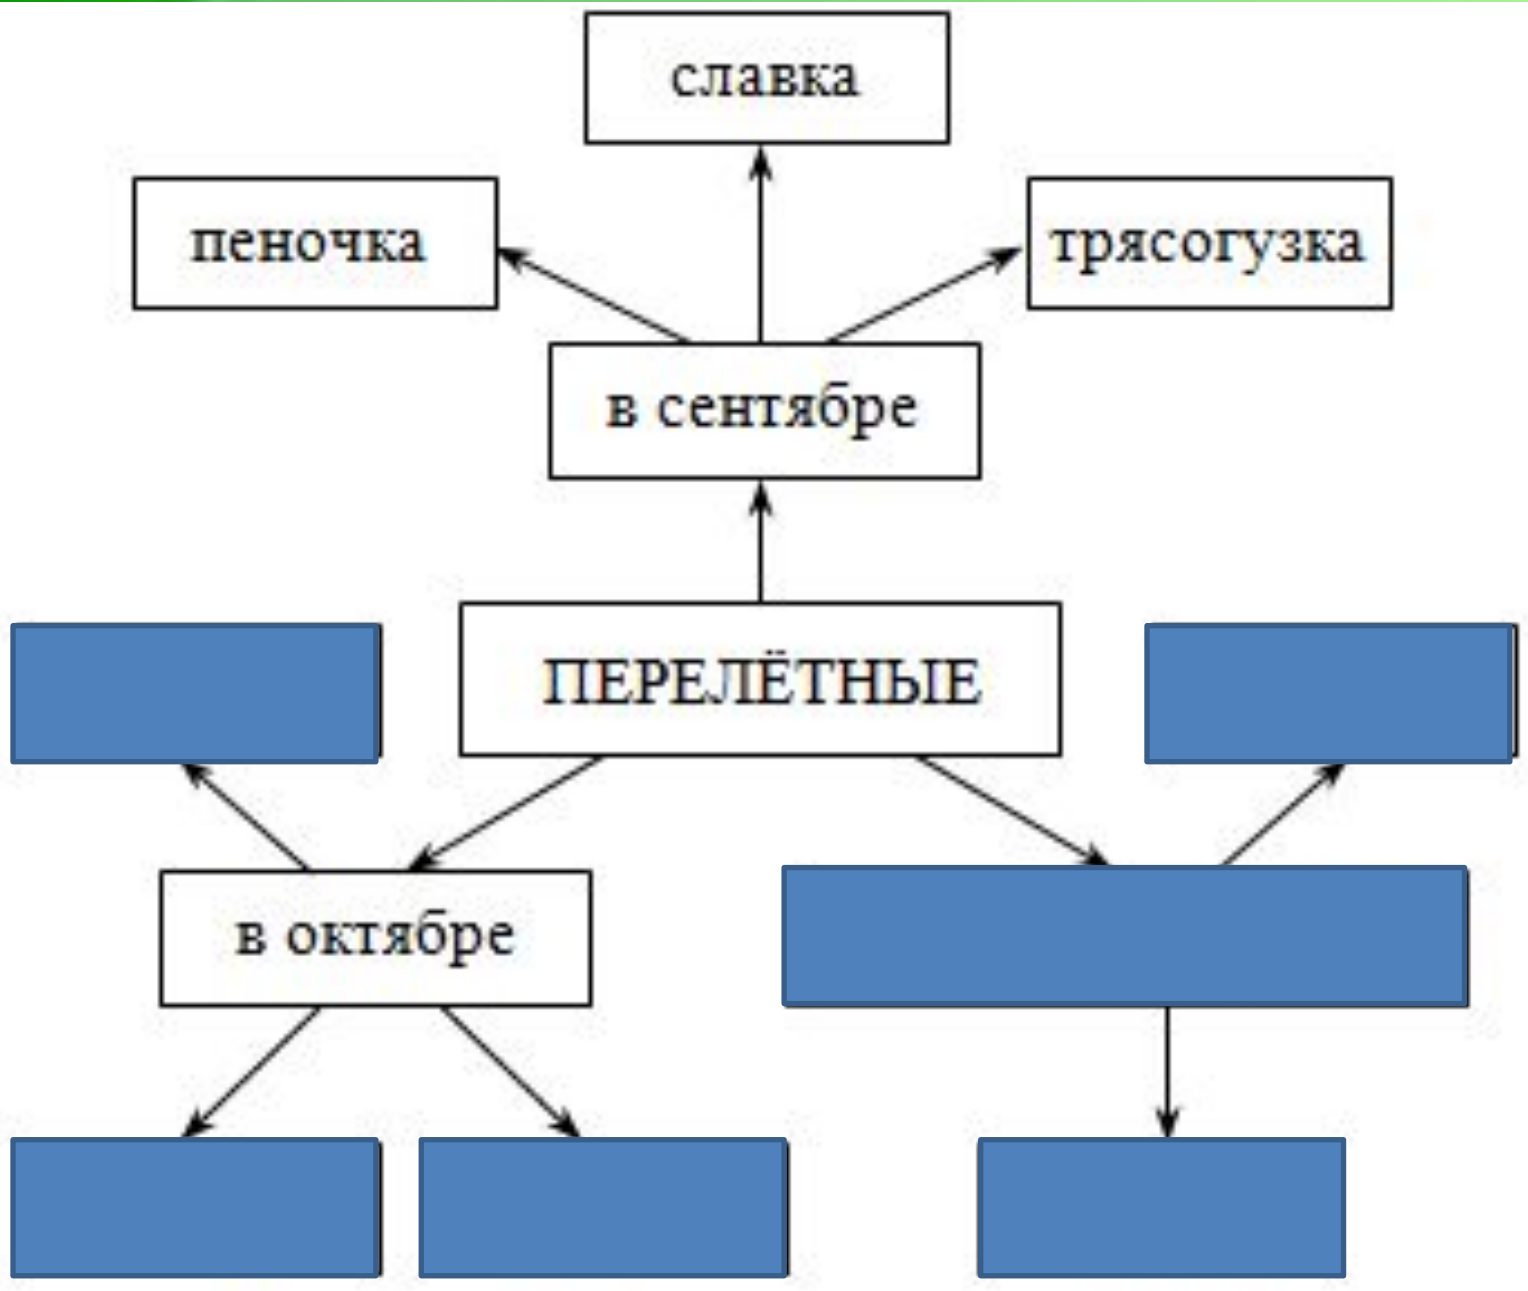 славка
пеночка
трясогузка
в сентябре
ПЕРЕЛЁТНЫЕ
в октябре